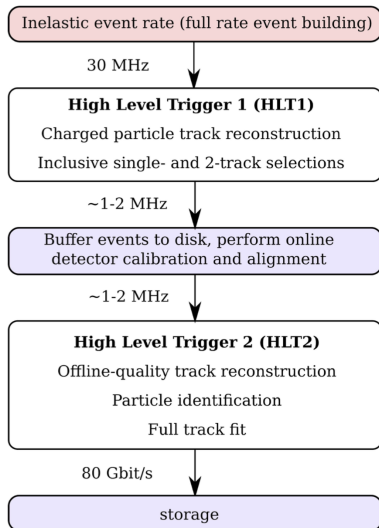 Inelastic event rate (full rate event building)
30 MHz
High Level Trigger 1 (HLT1)
Charged particle track reconstruction
Inclusive single- and 2-track selections
~1-2 MHz
Buffer events to disk, perform online
detector calibration and alignment
~1-2 MHz
High Level Trigger 2 (HLT2)
Offline-quality track reconstruction
Particle identification
Full track fit
80 Gbit/s
storage